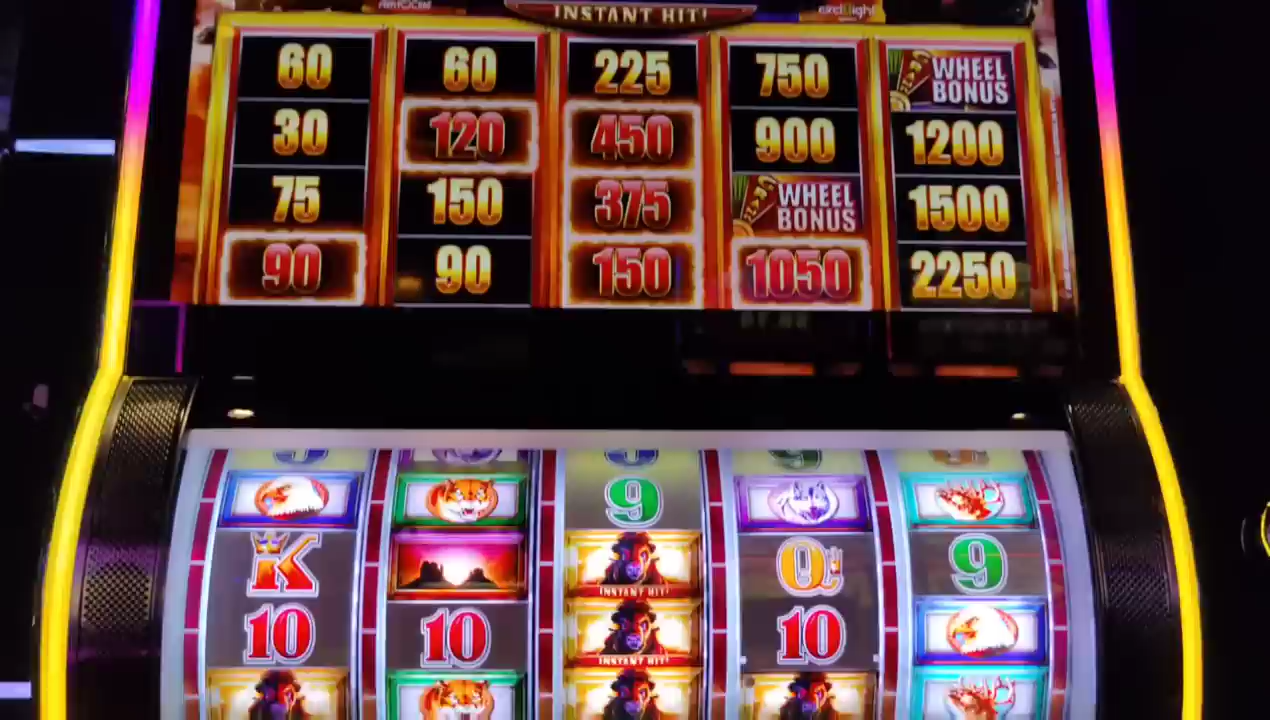 INSTANT HIT!
60 60 225 750 WHEEL BONUS
30 120 450 900 1200
75 150 375 WHEEL BONUS 1500
90 90 150 1050 2250
9
K Q 9
INSTANT HIT!
10 10 10
INSTANT HIT!